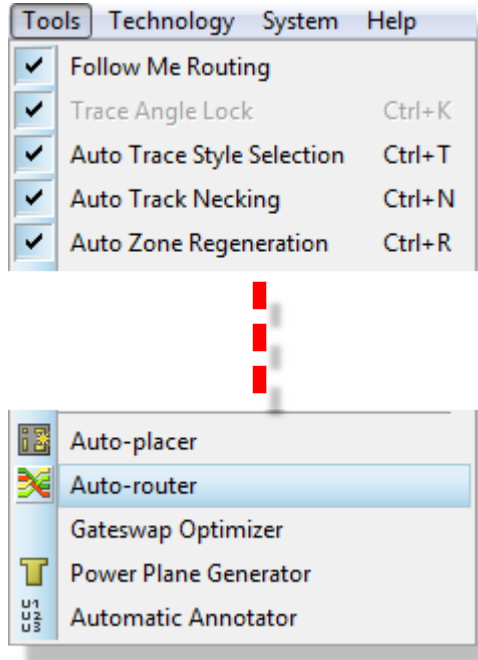 Tools Technology System Help
Follow Me Routing
Trace Angle Lock Ctrl+K
Auto Trace Style Selection Ctrl+T
Auto Track Necking Ctrl+N
Auto Zone Regeneration Ctrl+R
Auto-placer
Auto-router
Gateswap Optimizer
Power Plane Generator
U1
U2
U3
Automatic Annotator